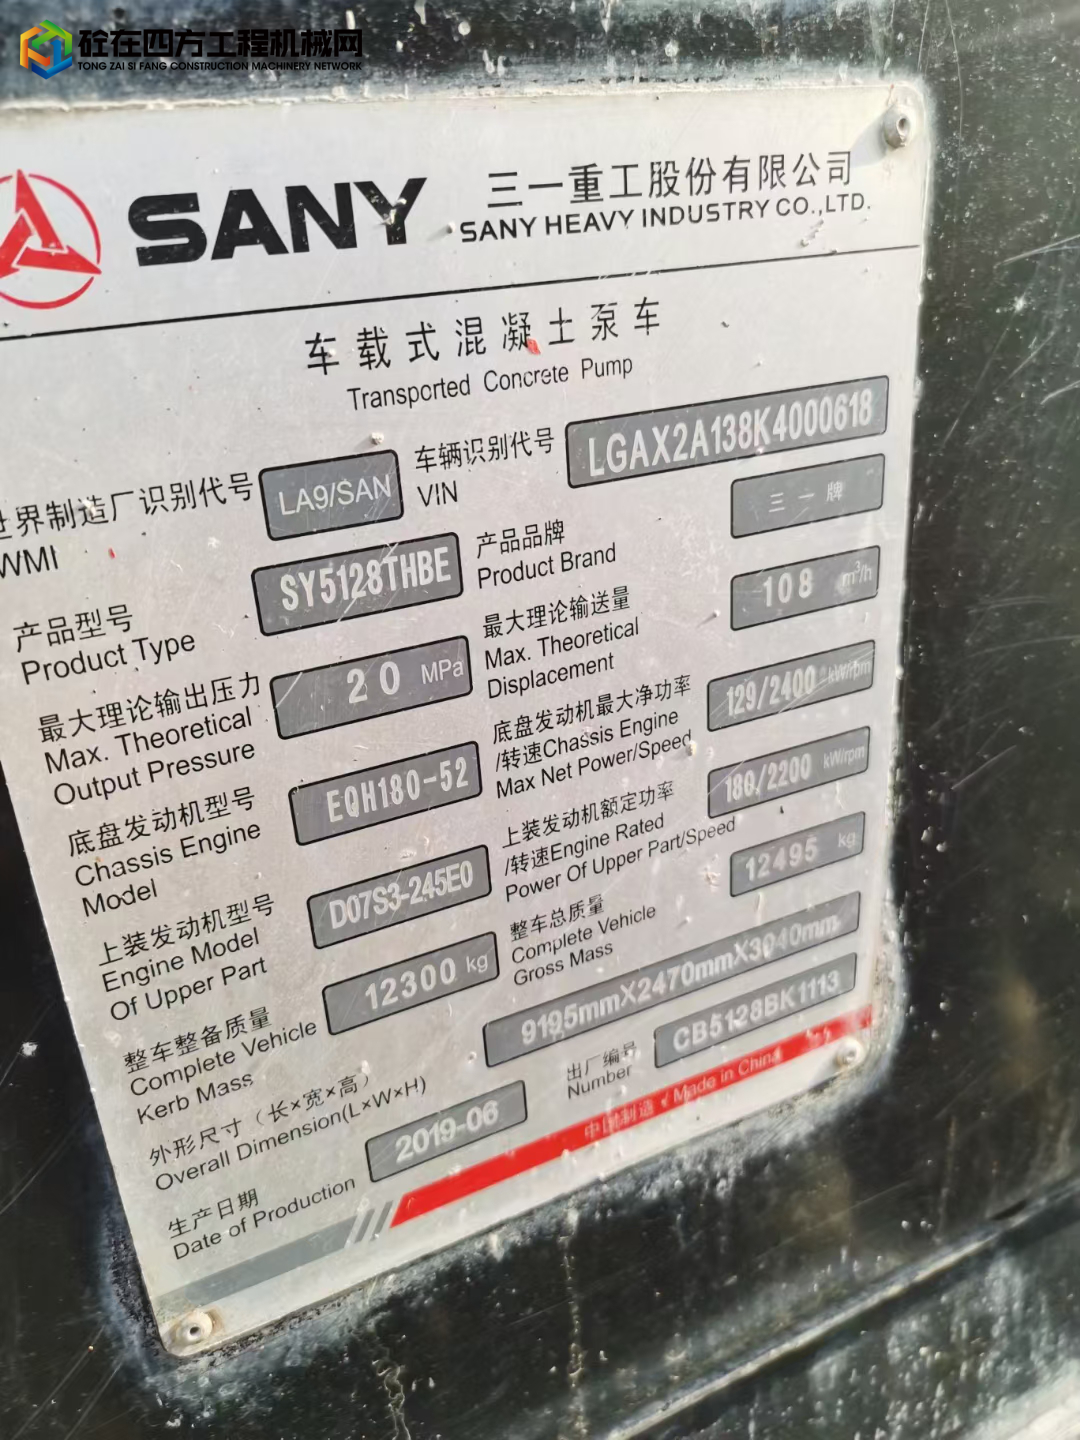 砼在四方工程机械网
TONG ZAI SI FANG CONSTRUCTION MACHINERY NETWORK
SANY
三一重工股份有限公司
SANY HEAVY INDUSTRY CO.,LTD.
车载式混凝土泵车
Transported Concrete Pump
世界制造厂识别代号 WMI LA9/SAN
车辆识别代号 VIN LGAX2A138K4000618
产品型号 Product Type SY5128THBE
产品品牌 Product Brand 三一牌
最大理论输出压力
Max. Theoretical
Output Pressure
20 MPa
最大理论输送量
Max. Theoretical
Displacement
108 m³/h
底盘发动机型号
Chassis Engine
Model
EQH180-52
底盘发动机最大净功率
/转速Chassis Engine
Max Net Power/Speed
129/2400 kW/rpm
上装发动机型号
Engine Model
Of Upper Part
D07S3-245E0
上装发动机额定功率
/转速Engine Rated
Power Of Upper Part/Speed
180/2200 kW/rpm
整车整备质量
Complete Vehicle
Kerb Mass
12300 kg
整车总质量
Complete Vehicle
Gross Mass
12495 kg
外形尺寸（长×宽×高）
Overall Dimension(L×W×H)
9195mmX2470mmX3040mm
生产日期
Date of Production
2019-06
出厂编号
Number
CB5128BK1113
中国制造 Made in China